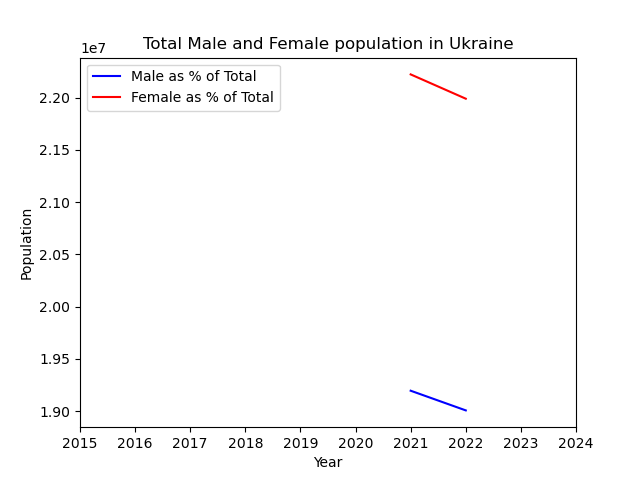 Total Male and Female population in Ukraine
1e7
Male as % of Total
Female as % of Total
2.20
2.15
2.10
2.05
2.00
1.95
1.90
Population
2015 2016 2017 2018 2019 2020 2021 2022 2023 2024
Year